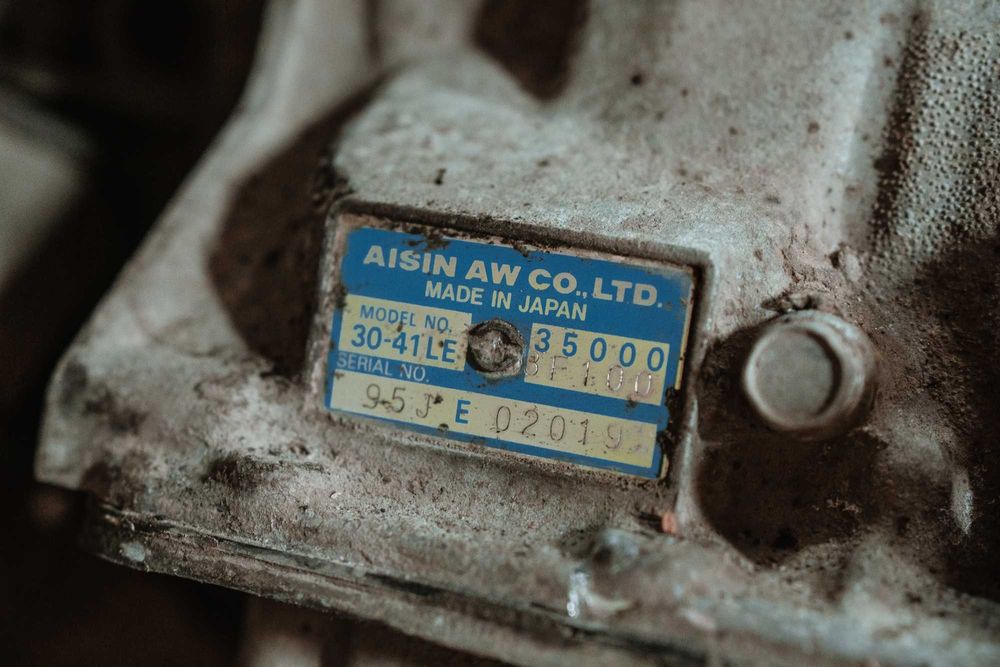 AISIN AW CO., LTD.
MADE IN JAPAN
MODEL NO.
30-41LE
35000
8F100
SERIAL NO.
95J E 02019